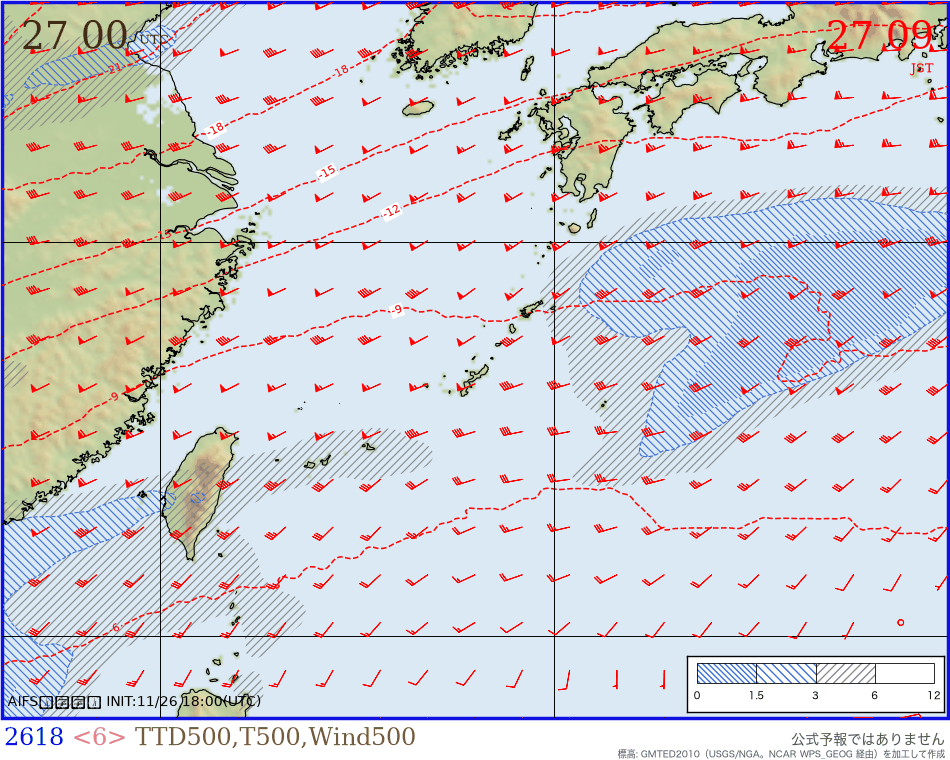 27 00 UTC
27 09
JST
-21
-18
-18
-15
-12
-15
-9
-9
-6
0 1.5 3 6 12
AIFS□□□□ INIT:11/26 18:00(UTC)
2618 <6> TTD500,T500,Wind500
公式予報ではありません
標高: GMTED2010（USGS/NGA。NCAR WPS_GEOG 経由）を加工して作成